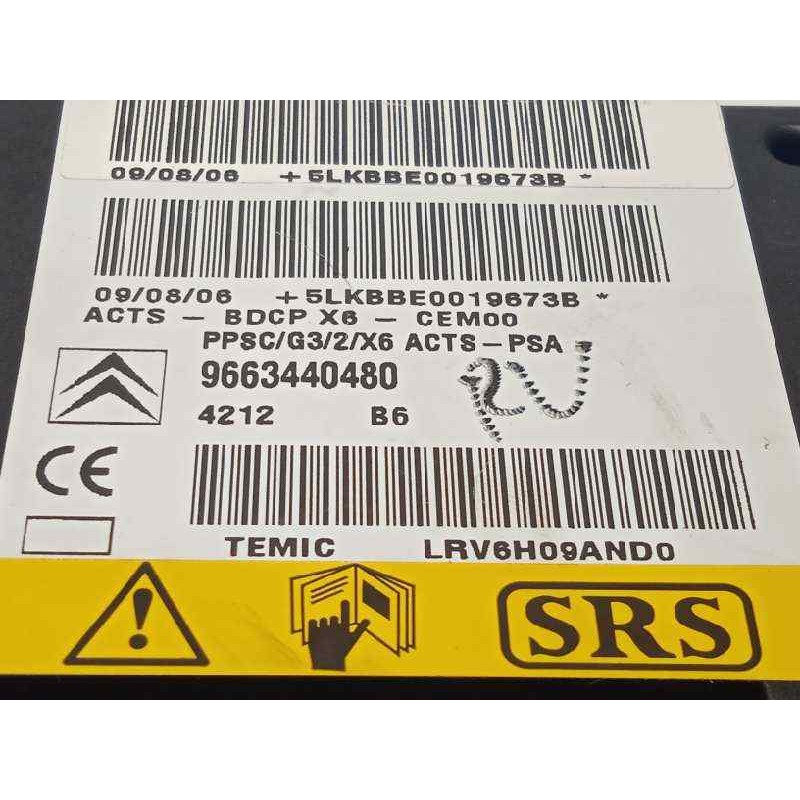 09/08/06 +5LKBBE0019673B *
09/08/06 +5LKBBE0019673B *
ACTS - BDCP X6 - CEM00
PPSC/G3/2/X6 ACTS-PSA
9663440480
4212 B6
CE
TEMIC LRV6H09AND0
SRS